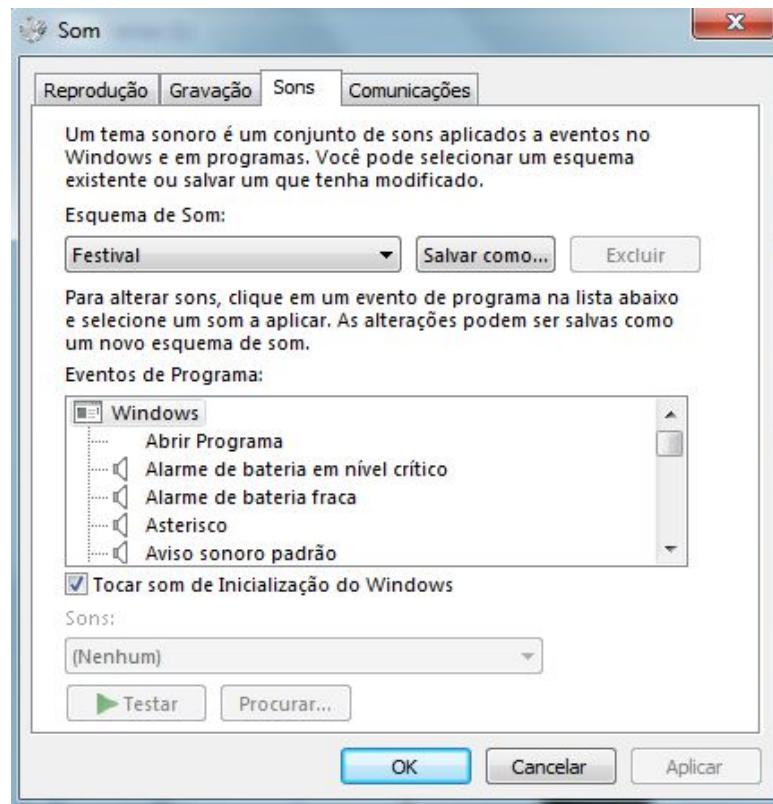 Som
Reprodução Gravação Sons Comunicações
Um tema sonoro é um conjunto de sons aplicados a eventos no
Windows e em programas. Você pode selecionar um esquema
existente ou salvar um que tenha modificado.
Esquema de Som:
Festival Salvar como... Excluir
Para alterar sons, clique em um evento de programa na lista abaixo
e selecione um som a aplicar. As alterações podem ser salvas como
um novo esquema de som.
Eventos de Programa:
Windows
Abrir Programa
Alarme de bateria em nível crítico
Alarme de bateria fraca
Asterisco
Aviso sonoro padrão
Tocar som de Inicialização do Windows
Sons:
(Nenhum)
Testar Procurar...
OK Cancelar Aplicar